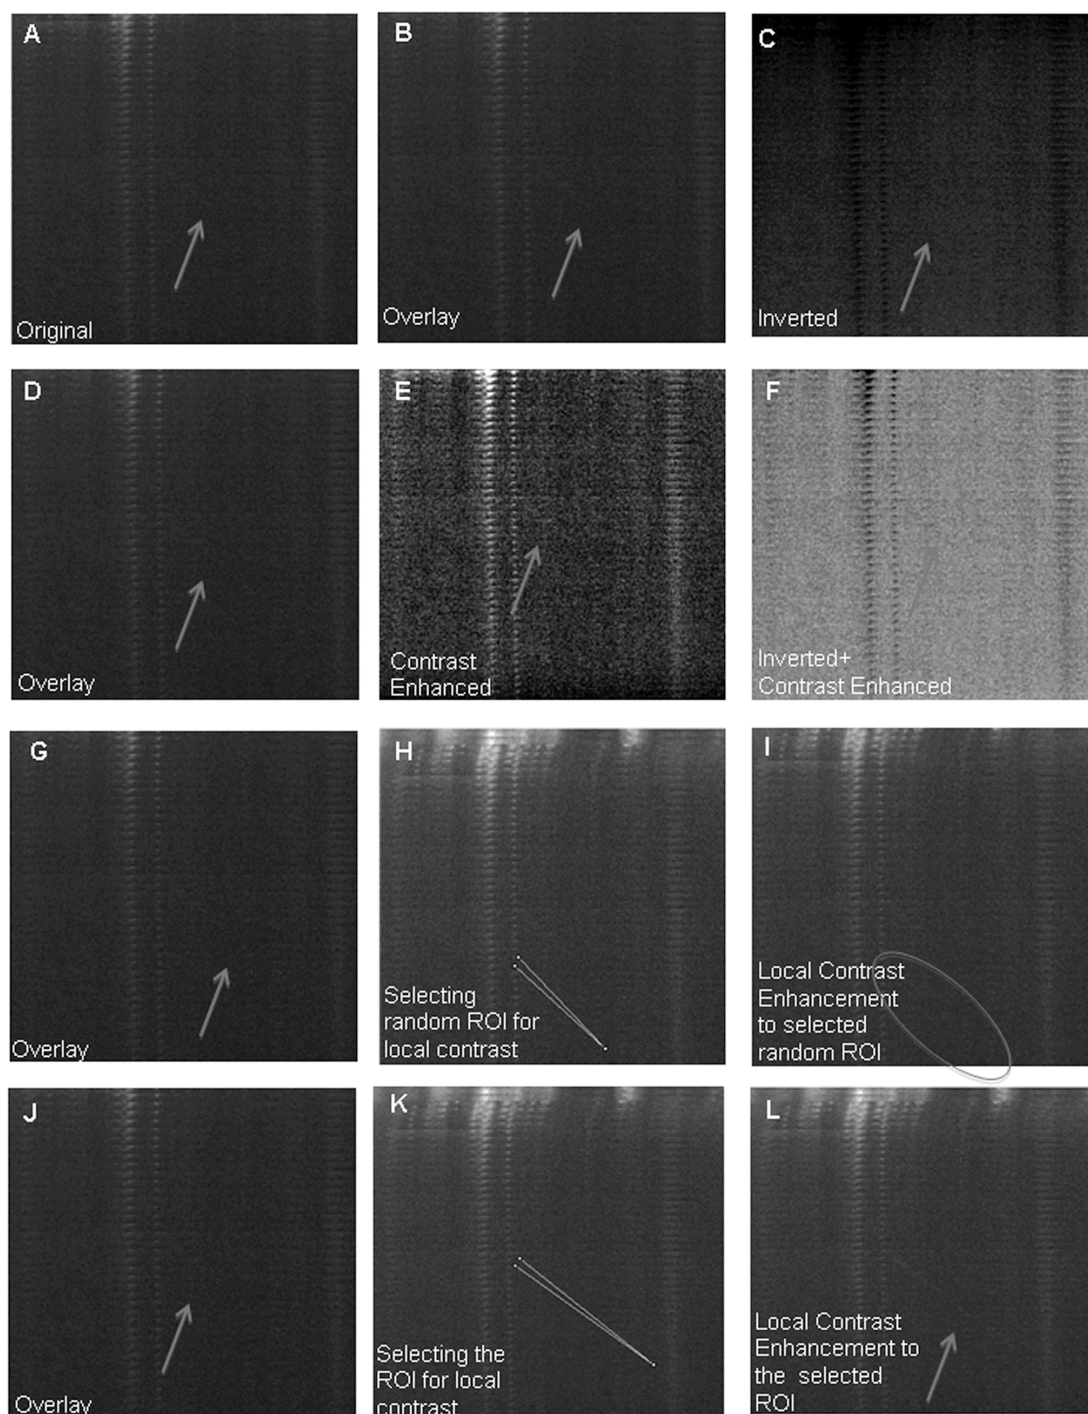 A
Original
B
Overlay
C
Inverted
D
Overlay
E
Contrast
Enhanced
F
Inverted+
Contrast Enhanced
G
Overlay
H
Selecting
random ROI for
local contrast
I
Local Contrast
Enhancement
to selected
random ROI
J
Overlay
K
Selecting the
ROI for local
contrast
L
Local Contrast
Enhancement to
the selected
ROI